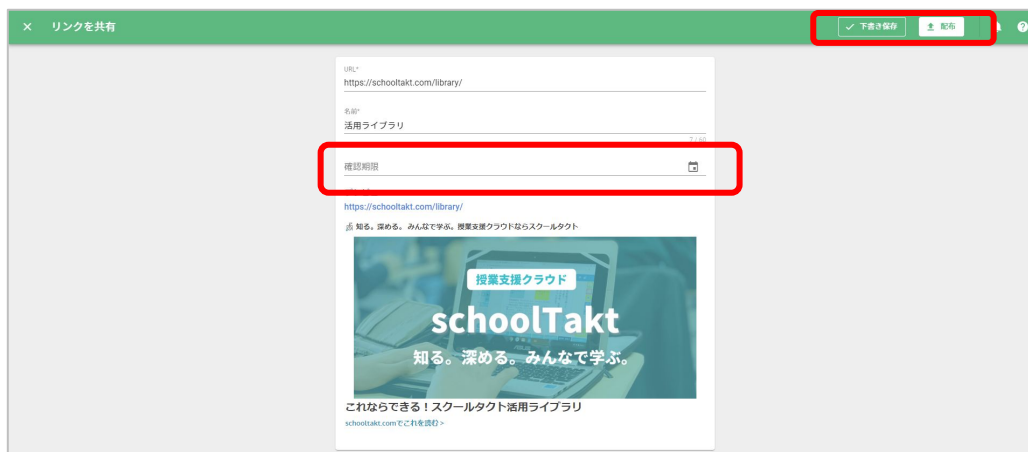 × リンクを共有
下書き保存 配布
URL*
https://schooltakt.com/library/
名前*
活用ライブラリ
7 / 60
確認期限
https://schooltakt.com/library/
知る。深める。 みんなで学ぶ。授業支援クラウドならスクールタクト
授業支援クラウド
schoolTakt
知る。深める。みんなで学ぶ。
これならできる！スクールタクト活用ライブラリ
schooltakt.comでこれを読む >